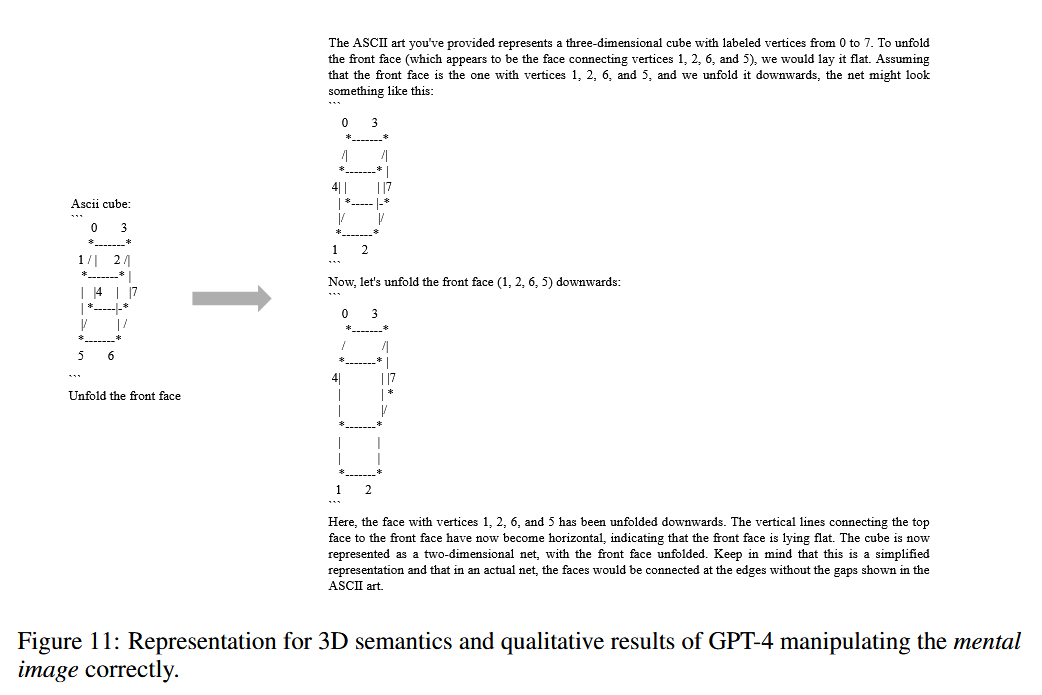 The ASCII art you've provided represents a three-dimensional cube with labeled vertices from 0 to 7. To unfold
the front face (which appears to be the face connecting vertices 1, 2, 6, and 5), we would lay it flat. Assuming
that the front face is the one with vertices 1, 2, 6, and 5, and we unfold it downwards, the net might look
something like this:
```
0 3
*_______*
/| /|
*_______* |
4| | | |7
| *-----|-*
|/ |/
*_______*
1 2
```
Now, let's unfold the front face (1, 2, 6, 5) downwards:
```
0 3
*_______*
/ /|
*_______* |
4| | |7
| | *
| |/
*_______*
| |
| |
*_______*
1 2
```
Here, the face with vertices 1, 2, 6, and 5 has been unfolded downwards. The vertical lines connecting the top
face to the front face have now become horizontal, indicating that the front face is lying flat. The cube is now
represented as a two-dimensional net, with the front face unfolded. Keep in mind that this is a simplified
representation and that in an actual net, the faces would be connected at the edges without the gaps shown in the
ASCII art.
Ascii cube:
```
0 3
*_______*
1 /| 2 /|
*_______* |
| |4 | |7
| *-----|-*
|/ | /
*_______*
5 6
```
Unfold the front face
Figure 11: Representation for 3D semantics and qualitative results of GPT-4 manipulating the mental
image correctly.